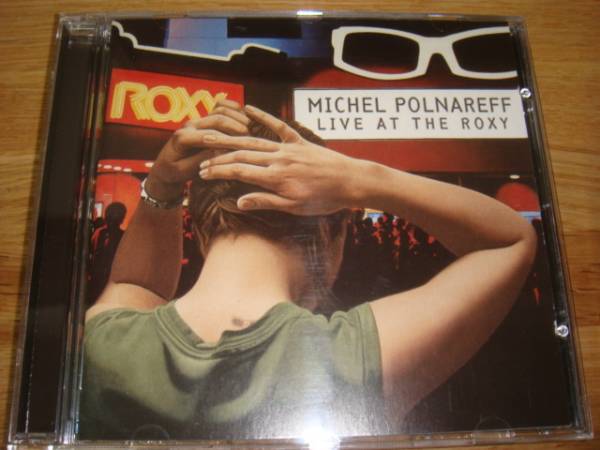 ROXY
MICHEL POLNAREFF
LIVE AT THE ROXY